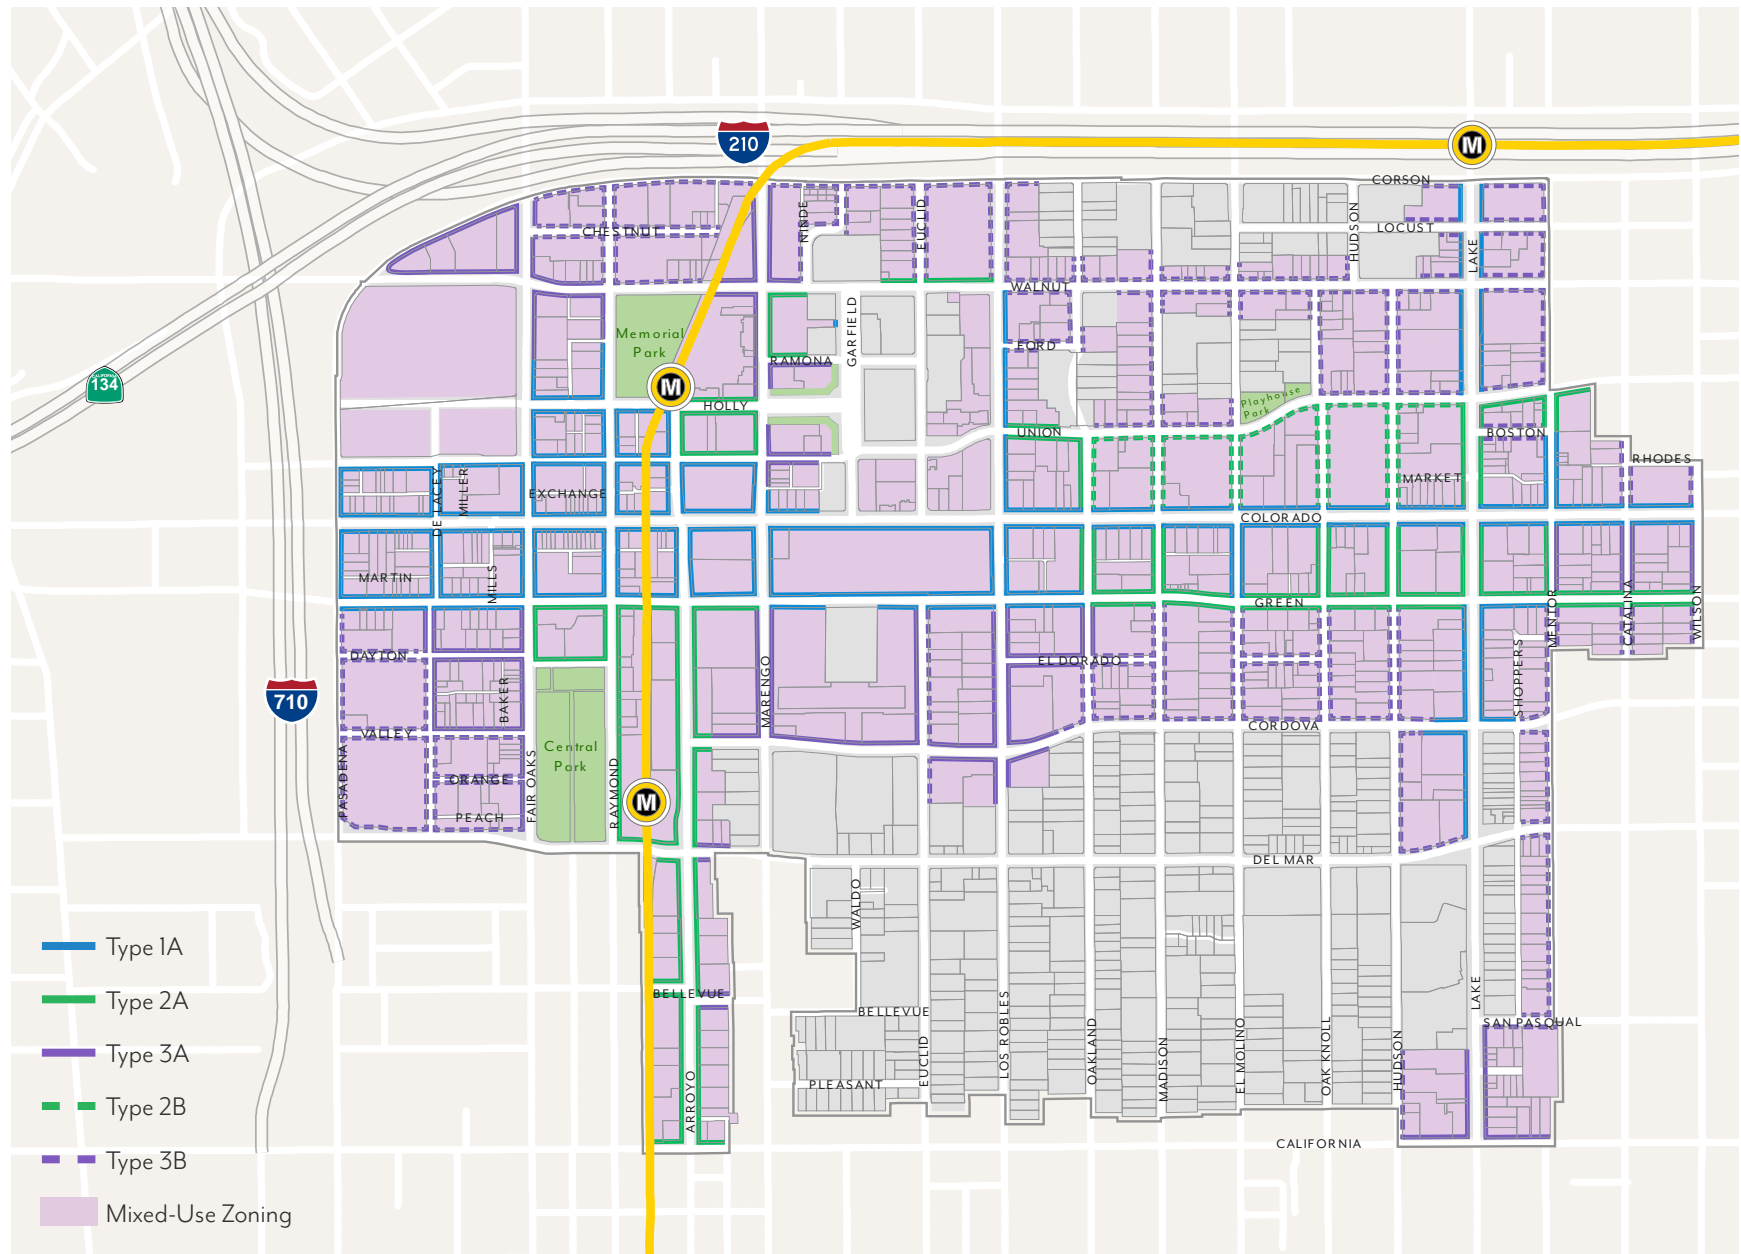 210
M
CORSON
NINDE
EUCLID
HUDSON
CHESTNUT
LOCUST
LAKE
WALNUT
Memorial
Park
GARFIELD
FORD
RAMONA
CALIFORNIA
134
M
Playhouse
Park
HOLLY
UNION
BOSTON
RHODES
DE LACEY
MILLER
MARKET
EXCHANGE
COLORADO
MARTIN
MILLS
GREEN
MENTOR
CATALINA
WILSON
DAYTON
EL DORADO
SHOPPERS
MARENGO
BAKER
710
VALLEY
CORDOVA
Central
Park
PASADENA
ORANGE
FAIR OAKS
RAYMOND
M
PEACH
DEL MAR
WALDO
Type 1A
BELLEVUE
LAKE
Type 2A
BELLEVUE
LOS ROBLES
SAN PASQUAL
EUCLID
OAKLAND
MADISON
EL MOLINO
OAK KNOLL
HUDSON
Type 3A
PLEASANT
ARROYO
Type 2B
CALIFORNIA
Type 3B
Mixed-Use Zoning